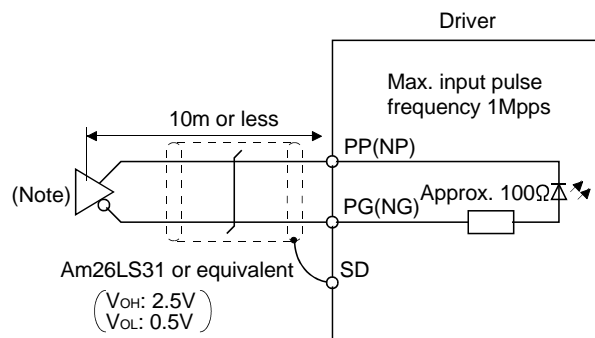 Driver
Max. input pulse
frequency 1Mpps
10m or less
PP(NP)
(Note)
Approx. 100Ω
PG(NG)
Am26LS31 or equivalent
SD
VOH: 2.5V
VOL: 0.5V